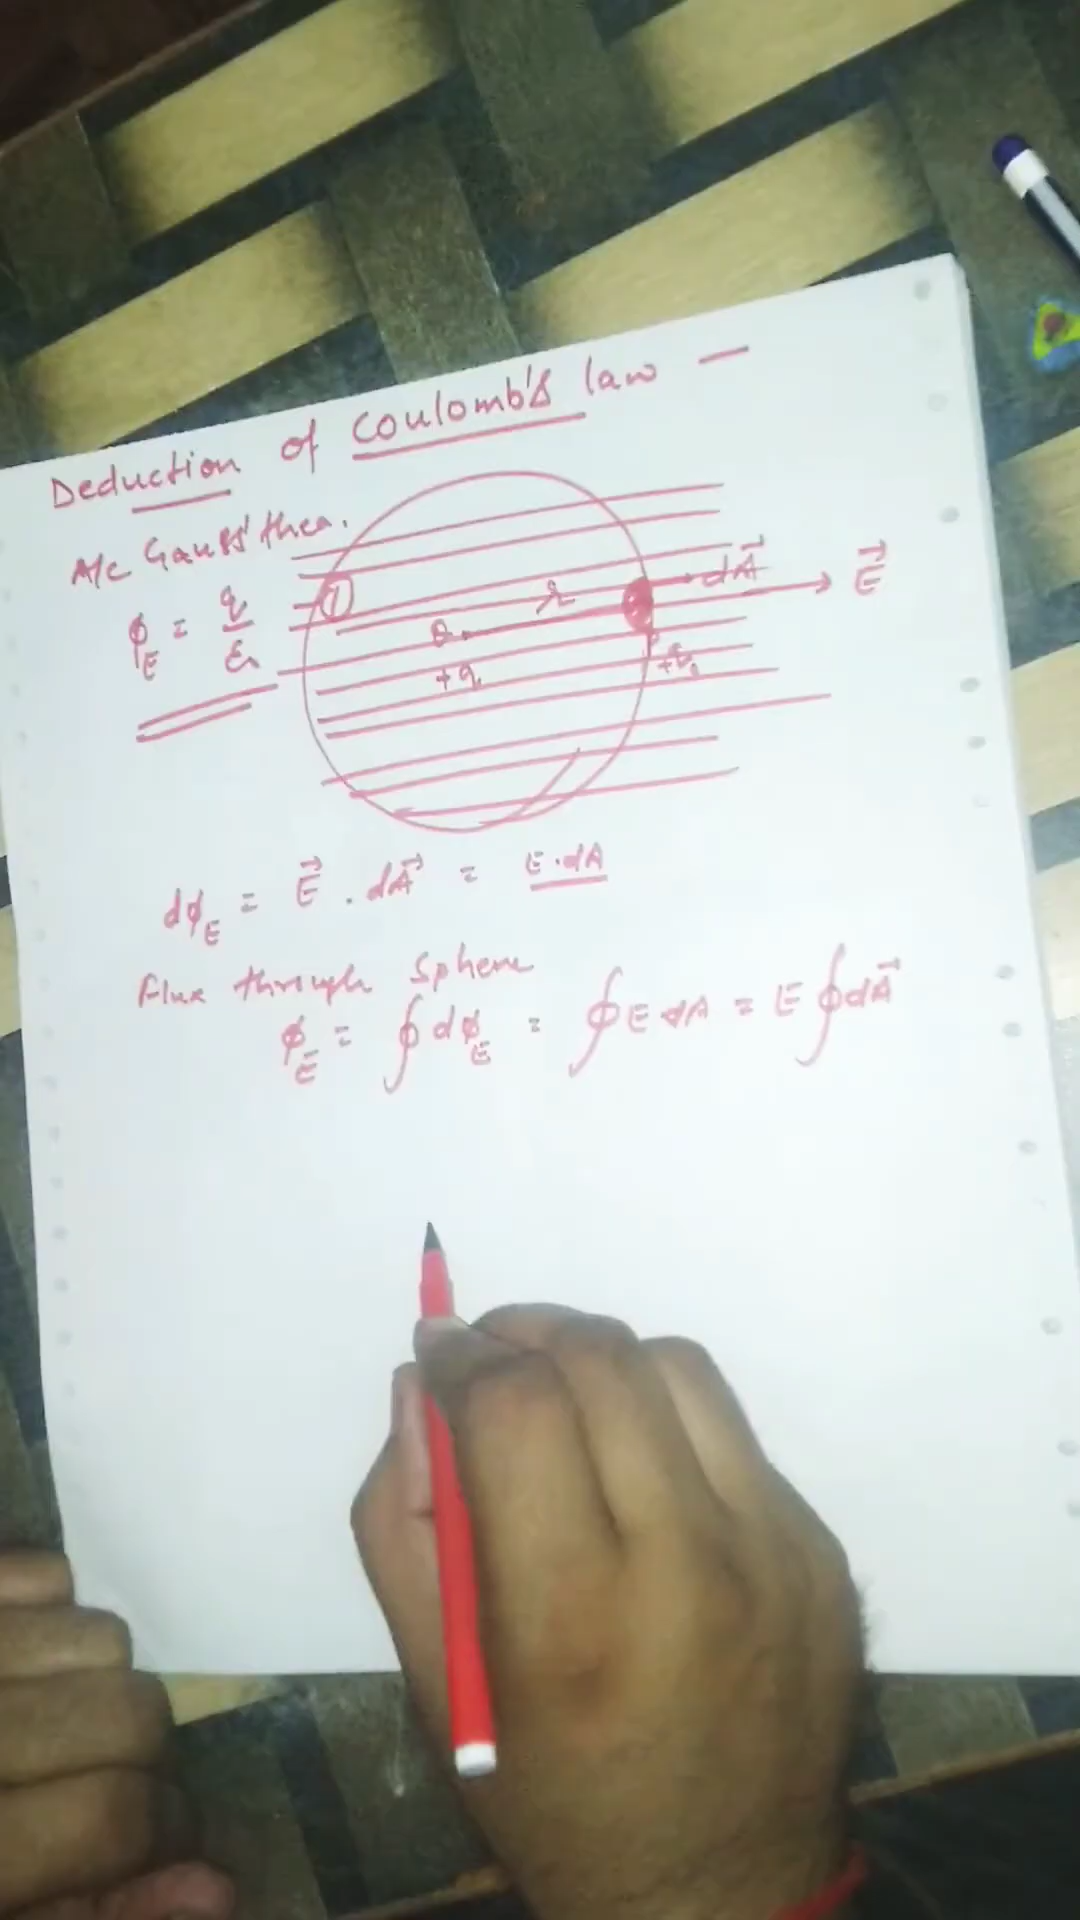 Deduction of Coulomb's law —
A/c Gauss' theo.
ϕE = q/ε₀
①
r
dA⃗
E⃗
O
+q
P
+q₀
dϕE = E⃗ . dA⃗ = E.dA
Flux through sphere
ϕE = ∮dϕE = ∮E dA = E∮dA⃗